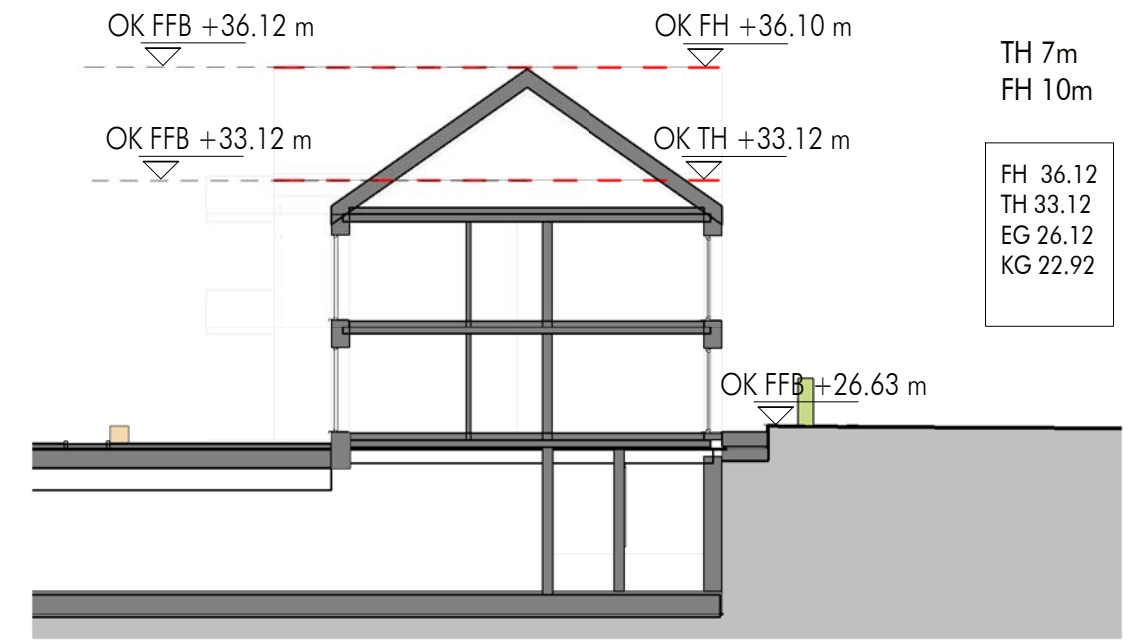 OK FFB +36.12 m
OK FH +36.10 m
TH 7m
FH 10m
OK FFB +33.12 m
OK TH +33.12 m
FH 36.12
TH 33.12
EG 26.12
KG 22.92
OK FFB +26.63 m